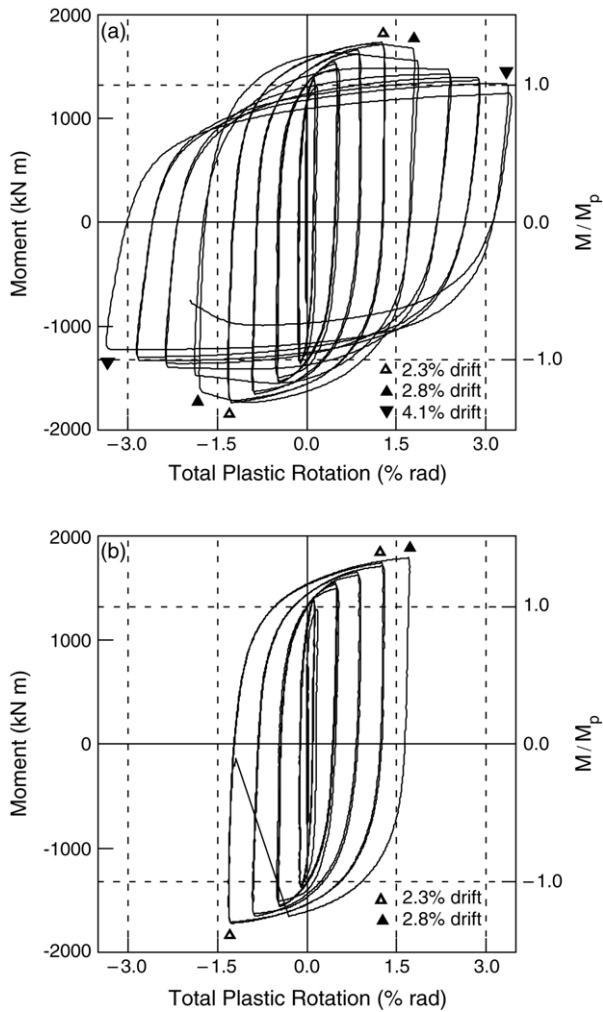 (a)
2000
1000
0
-1000
-2000
Moment (kN m)
1.0
0.0
-1.0
M / Mp
2.3% drift
2.8% drift
4.1% drift
-3.0 -1.5 0.0 1.5 3.0
Total Plastic Rotation (% rad)
(b)
2000
1000
0
-1000
-2000
Moment (kN m)
1.0
0.0
-1.0
M / Mp
2.3% drift
2.8% drift
-3.0 -1.5 0.0 1.5 3.0
Total Plastic Rotation (% rad)